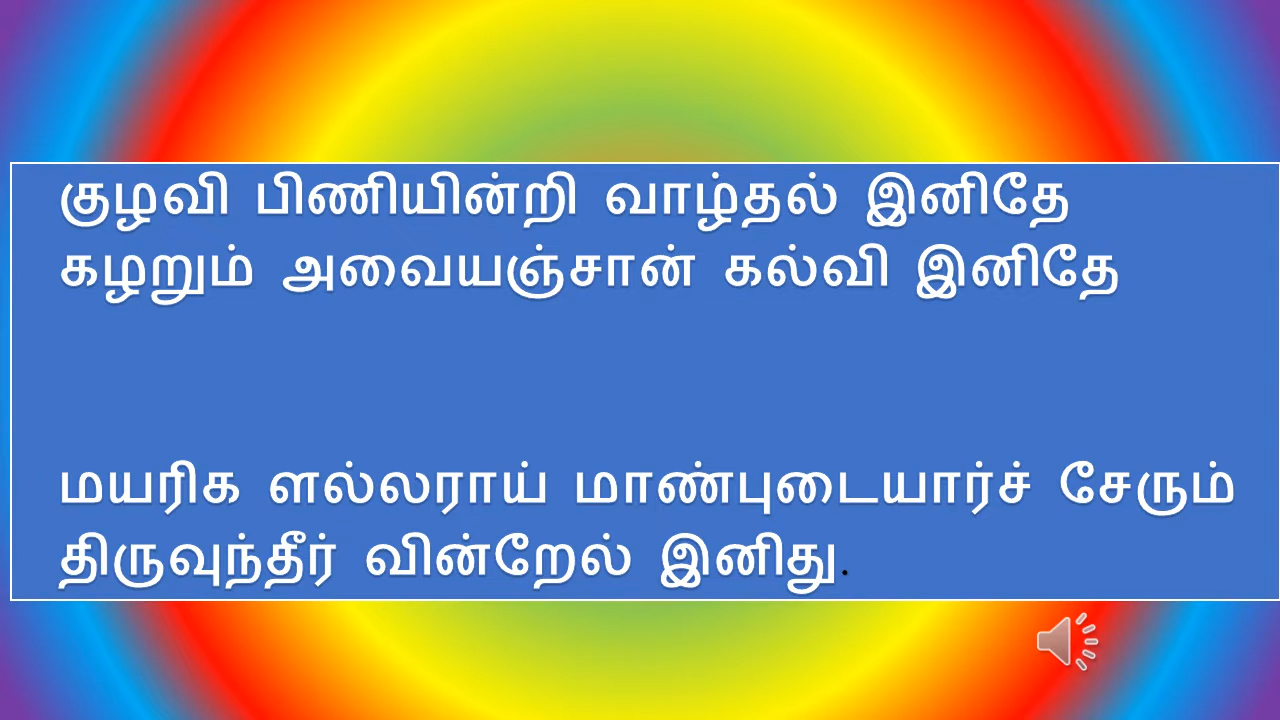 குழவி பிணியின்றி வாழ்தல் இனிதே
கழறும் அவையஞ்சான் கல்வி இனிதே
மயரிக ளல்லராய் மாண்புடையார்ச் சேரும்
திருவுந்தீர் வின்றேல் இனிது.